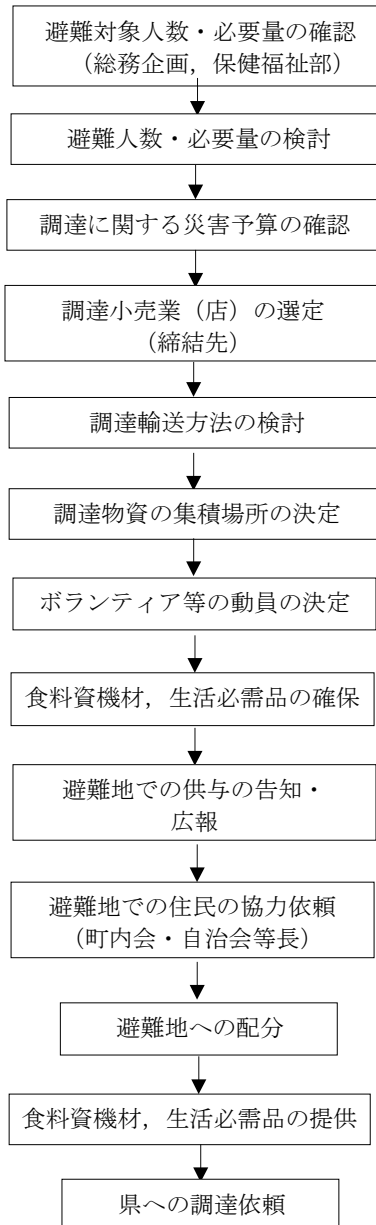 避難対象人数・必要量の確認
（総務企画，保健福祉部）
避難人数・必要量の検討
調達に関する災害予算の確認
調達小売業（店）の選定
（締結先）
調達輸送方法の検討
調達物資の集積場所の決定
ボランティア等の動員の決定
食料資機材，生活必需品の確保
避難地での供与の告知・
広報
避難地での住民の協力依頼
（町内会・自治会等長）
避難地への配分
食料資機材，生活必需品の提供
県への調達依頼